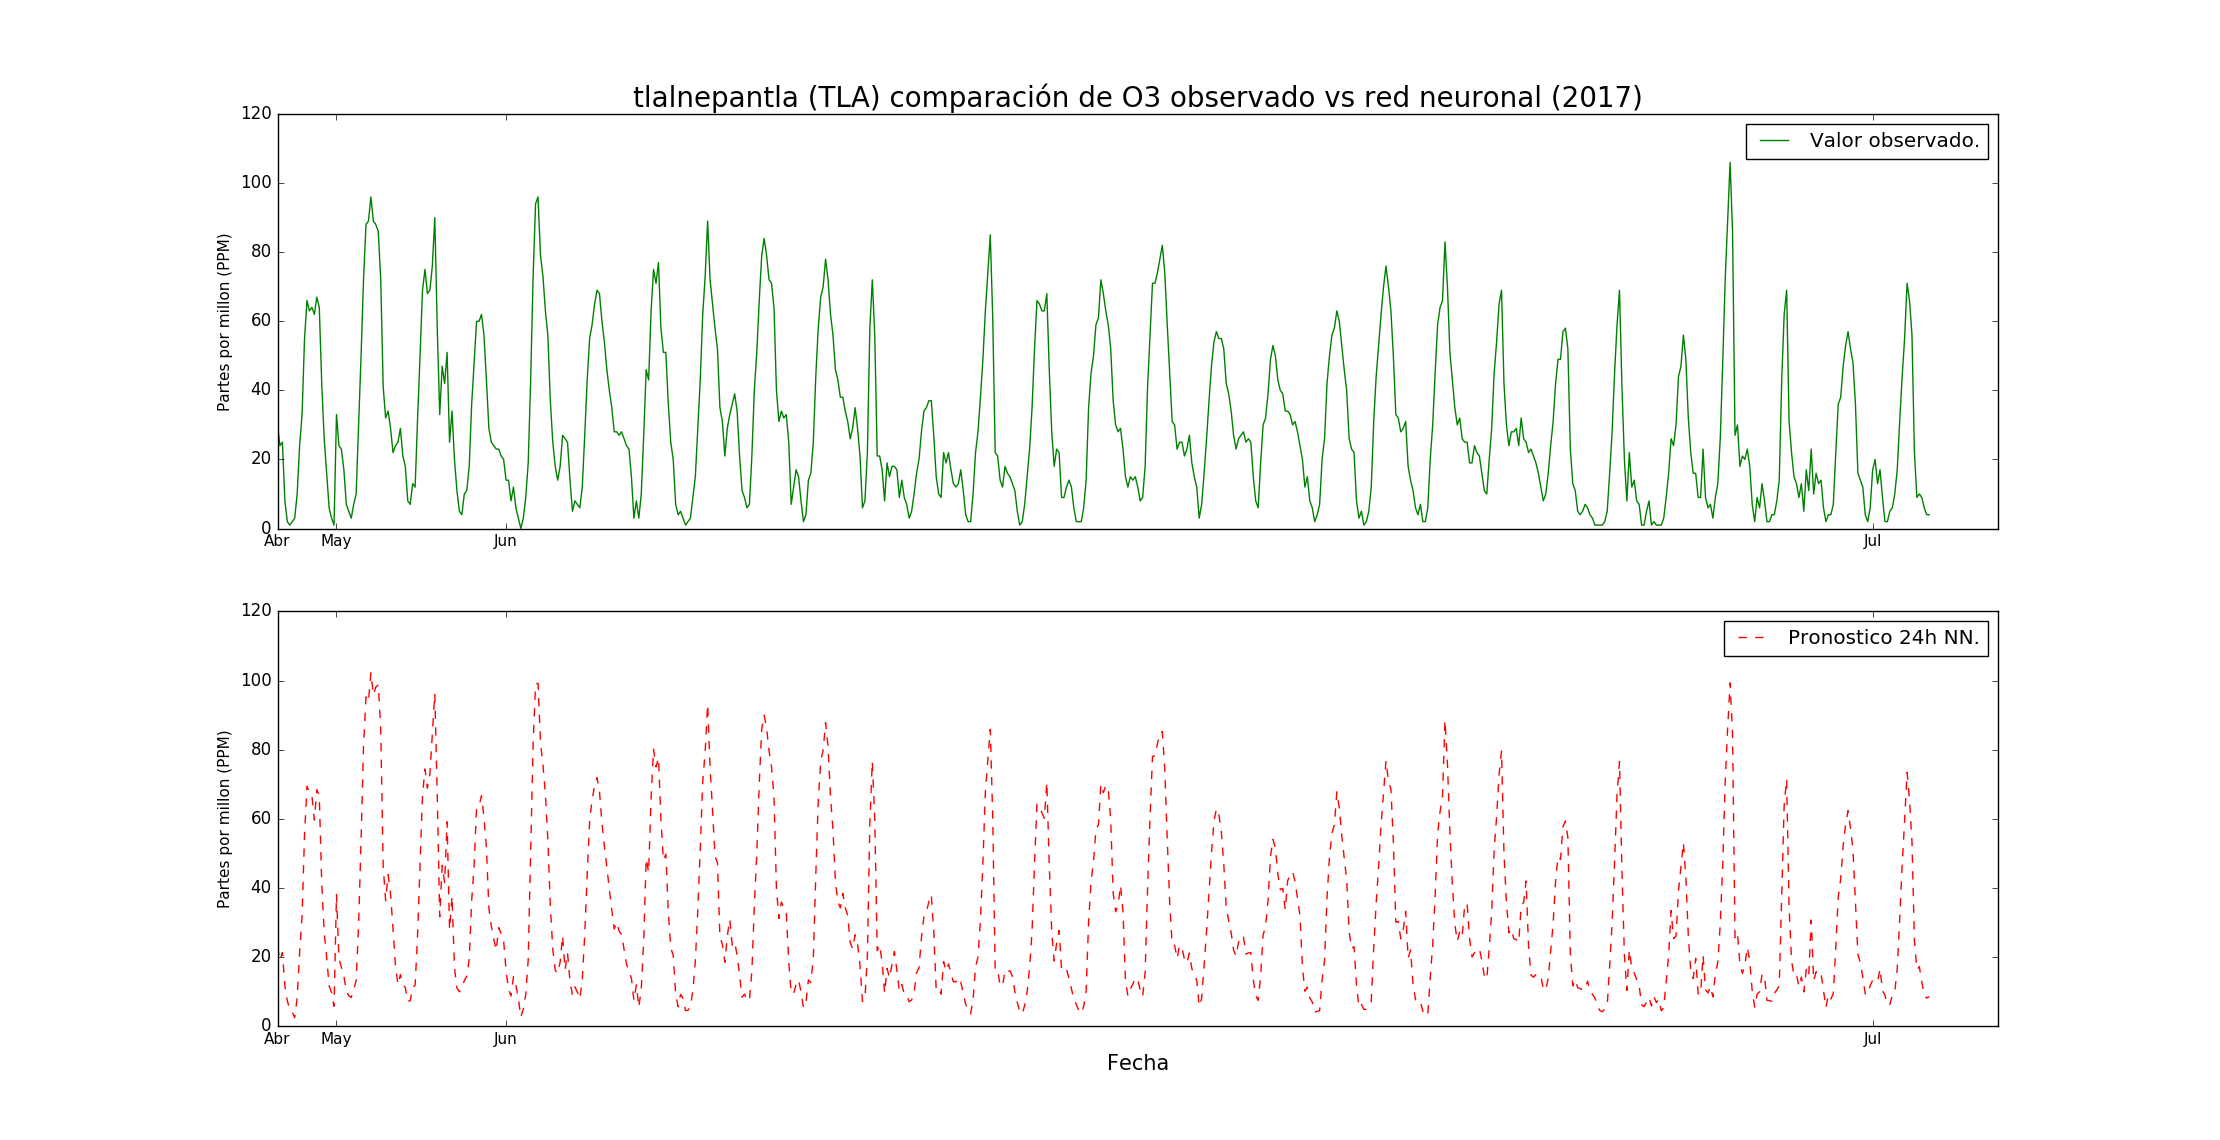 tlalnepantla (TLA) comparación de O3 observado vs red neuronal (2017)
120
100
80
60
40
20
0
Partes por millon (PPM)
Valor observado.
Abr May Jun Jul
120
100
80
60
40
20
0
Partes por millon (PPM)
Pronostico 24h NN.
Abr May Jun Jul
Fecha